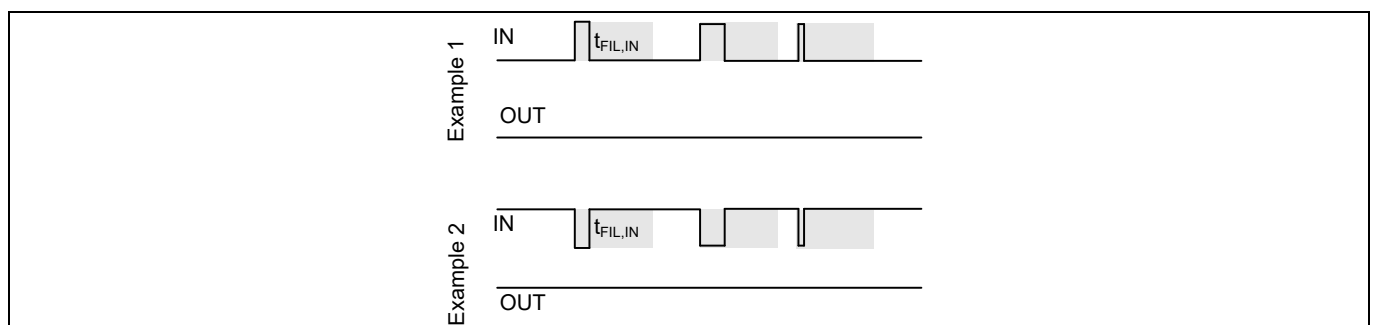 Example 1
IN
tFIL,IN
OUT
Example 2
IN
tFIL,IN
OUT